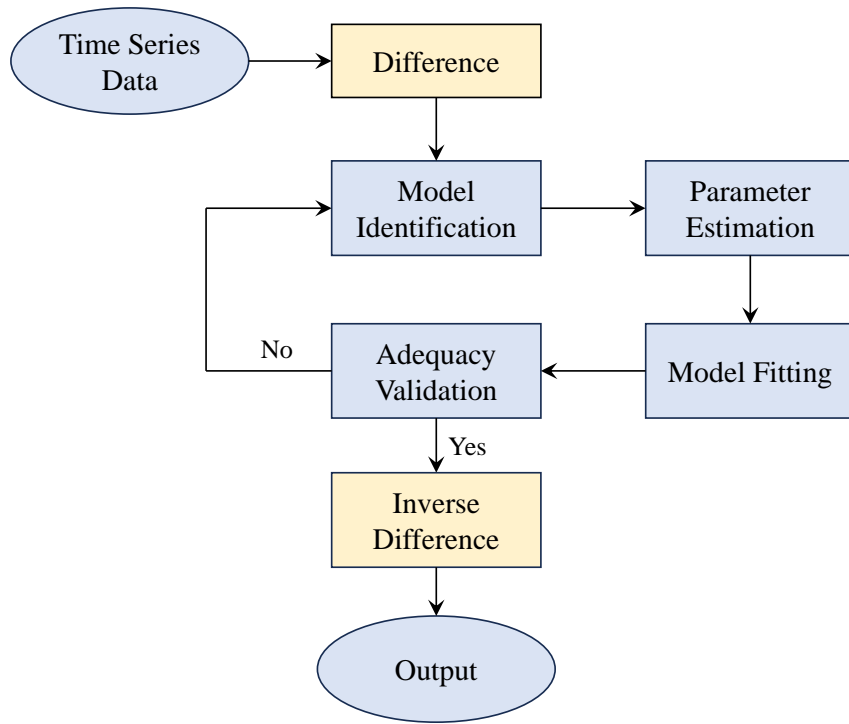 Time Series
Data
Difference
Model
Identification
Parameter
Estimation
No
Adequacy
Validation
Model Fitting
Yes
Inverse
Difference
Output